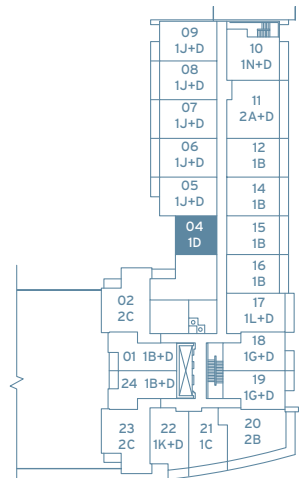 09
1J+D
10
1N+D
08
1J+D
11
2A+D
07
1J+D
06
1J+D
12
1B
05
1J+D
14
1B
04
1D
15
1B
16
1B
02
2C
17
1L+D
18
1G+D
01 1B+D
24 1B+D
19
1G+D
23
2C
22
1K+D
21
1C
20
2B